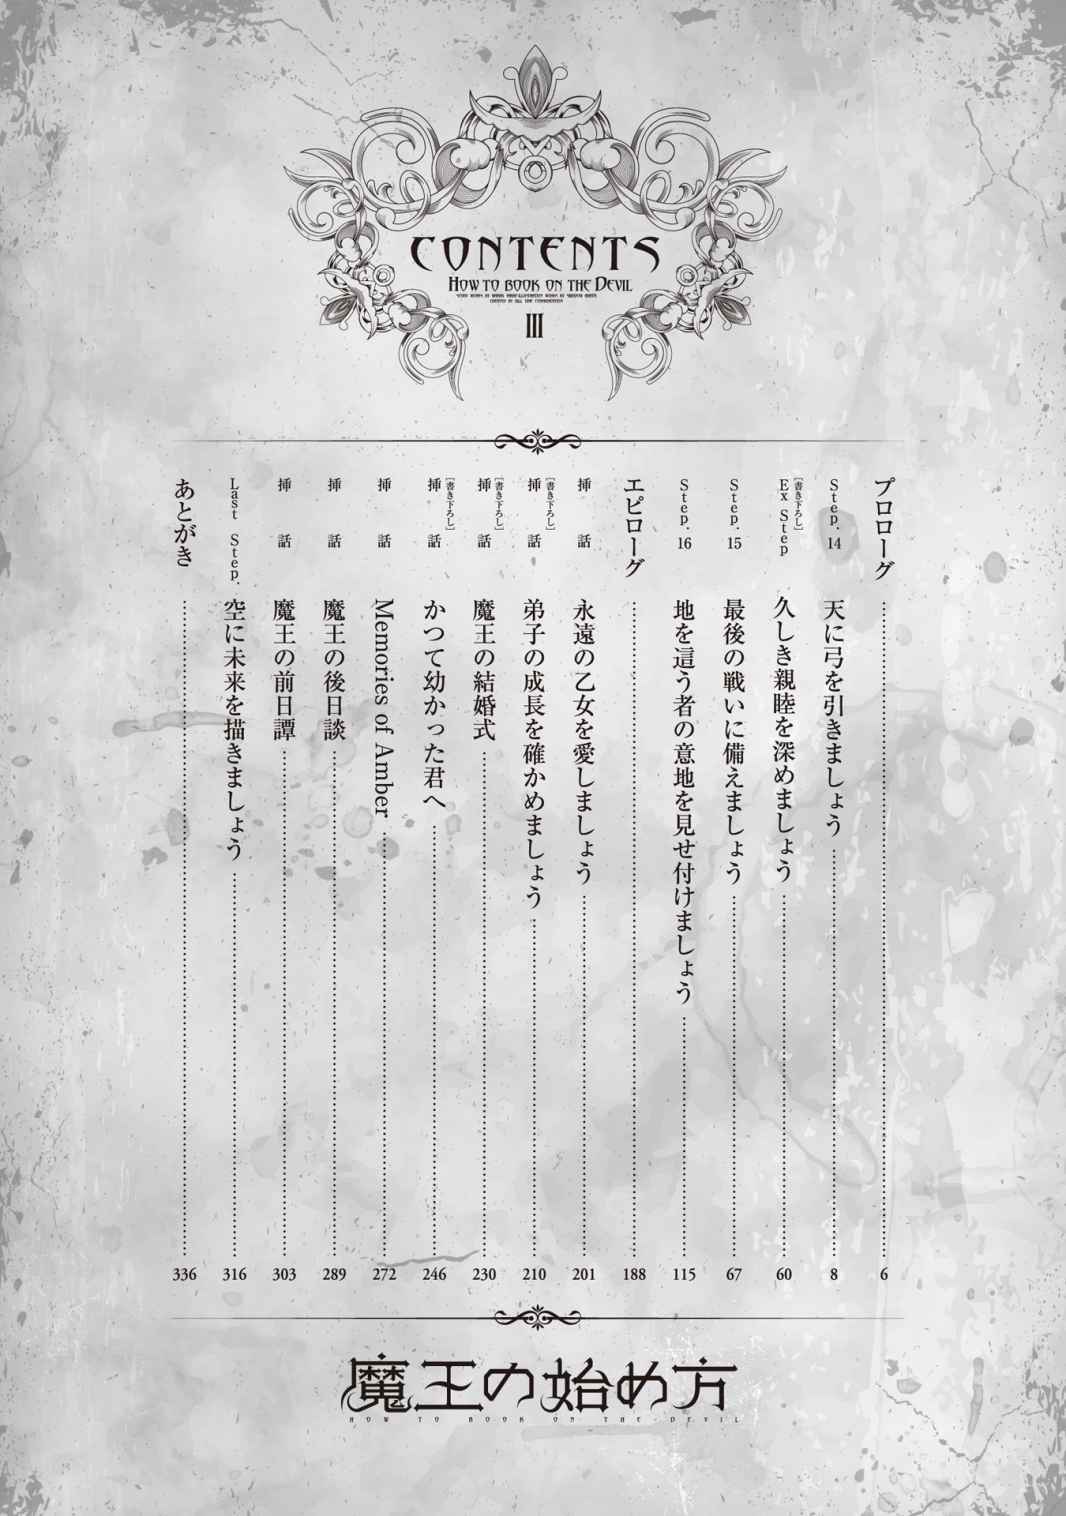 CONTENTS
HOW TO BOOK ON THE DEVIL
III
プロローグ 6
Step. 14 天に弓を引きましょう 8
[書き下ろし]
Ex Step 久しき親睦を深めましょう 60
Step. 15 最後の戦いに備えましょう 67
Step. 16 地を這う者の意地を見せ付けましょう 115
エピローグ 188
挿話 永遠の乙女を愛しましょう 201
[書き下ろし]
挿話 弟子の成長を確かめましょう 210
[書き下ろし]
挿話 魔王の結婚式 230
[書き下ろし]
挿話 かつて幼かった君へ 246
挿話 Memories of Amber 272
挿話 魔王の後日談 289
挿話 魔王の前日譚 303
Last Step. 空に未来を描きましょう 316
あとがき 336
魔王の始め方
HOW TO BOOK ON THE DEVIL